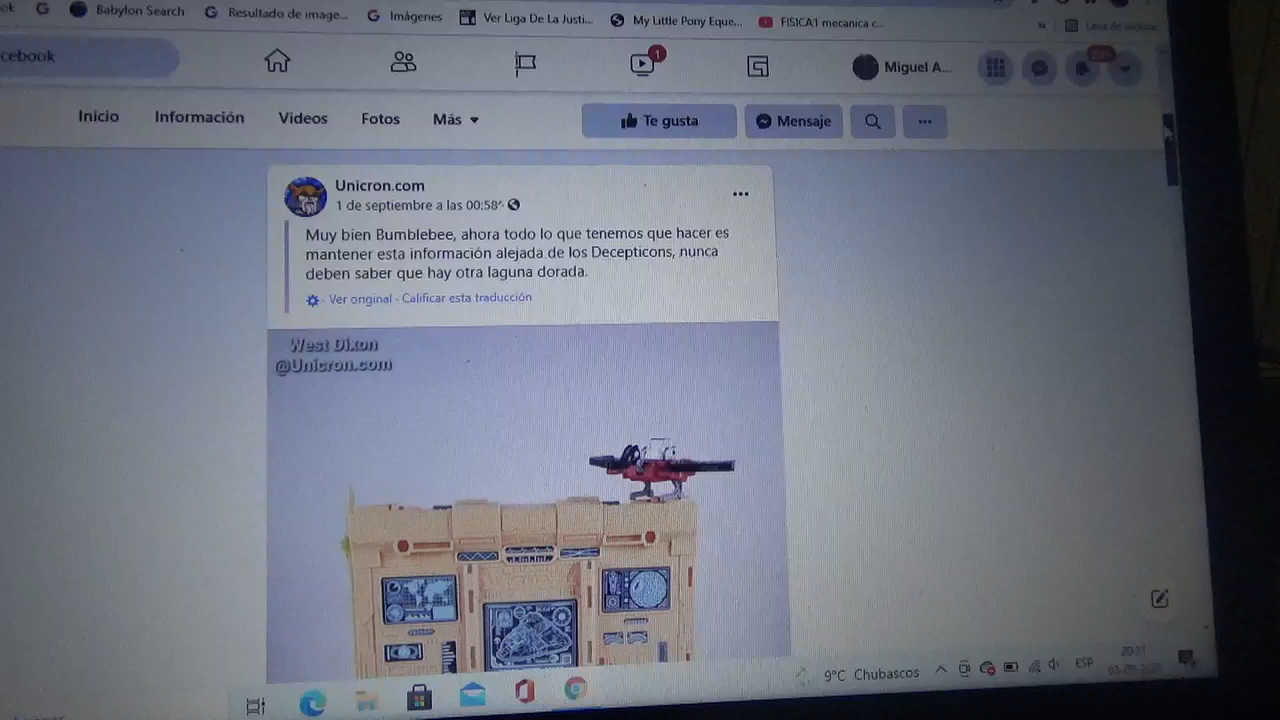 ok
Babylon Search
Resultado de image...
Imágenes
Ver Liga De La Justi...
My Little Pony Eque...
FISICA1 mecanica c...
»
cebook
1
Miguel A...
Inicio
Información
Videos
Fotos
Más
Te gusta
Mensaje
...
Unicron.com
...
1 de septiembre a las 00:58
Muy bien Bumblebee, ahora todo lo que tenemos que hacer es
mantener esta información alejada de los Decepticons, nunca
deben saber que hay otra laguna dorada.
· Ver original · Calificar esta traducción
West Dixon
@Unicron.com
9°C Chubascos
ESP